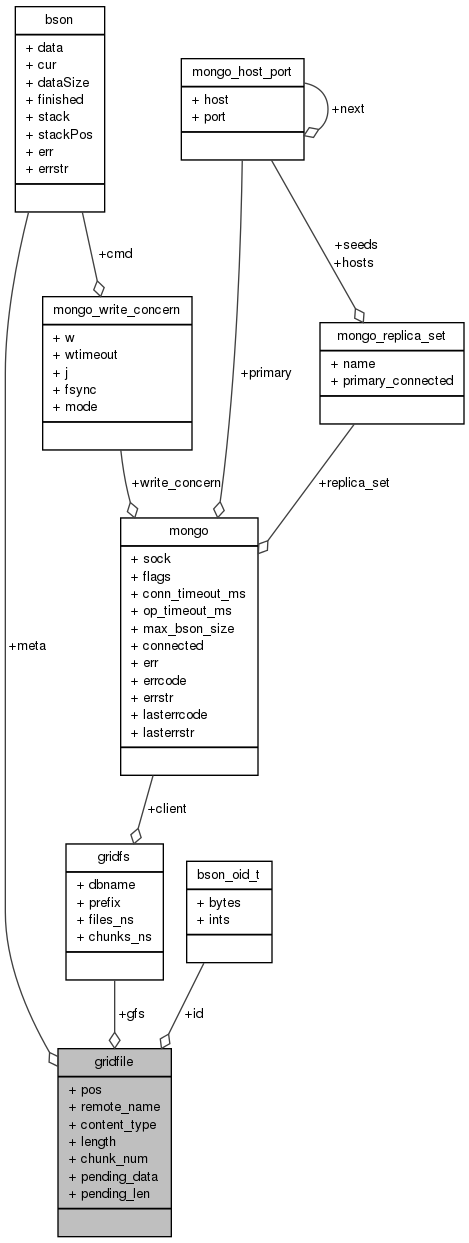 bson
+ data
+ cur
+ dataSize
+ finished
+ stack
+ stackPos
+ err
+ errstr
mongo_host_port
+ host
+ port
+next
+cmd
+seeds
+hosts
mongo_write_concern
+ w
+ wtimeout
+ j
+ fsync
+ mode
mongo_replica_set
+ name
+ primary_connected
+primary
+write_concern
+replica_set
mongo
+ sock
+ flags
+ conn_timeout_ms
+ op_timeout_ms
+ max_bson_size
+ connected
+ err
+ errcode
+ errstr
+ lasterrcode
+ lasterrstr
+meta
+client
gridfs
+ dbname
+ prefix
+ files_ns
+ chunks_ns
bson_oid_t
+ bytes
+ ints
+gfs
+id
gridfile
+ pos
+ remote_name
+ content_type
+ length
+ chunk_num
+ pending_data
+ pending_len